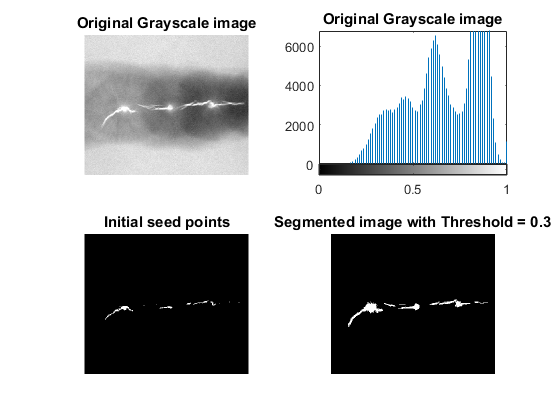 Original Grayscale image
Original Grayscale image
6000
4000
2000
0
0
0.5
1
Initial seed points
Segmented image with Threshold = 0.3